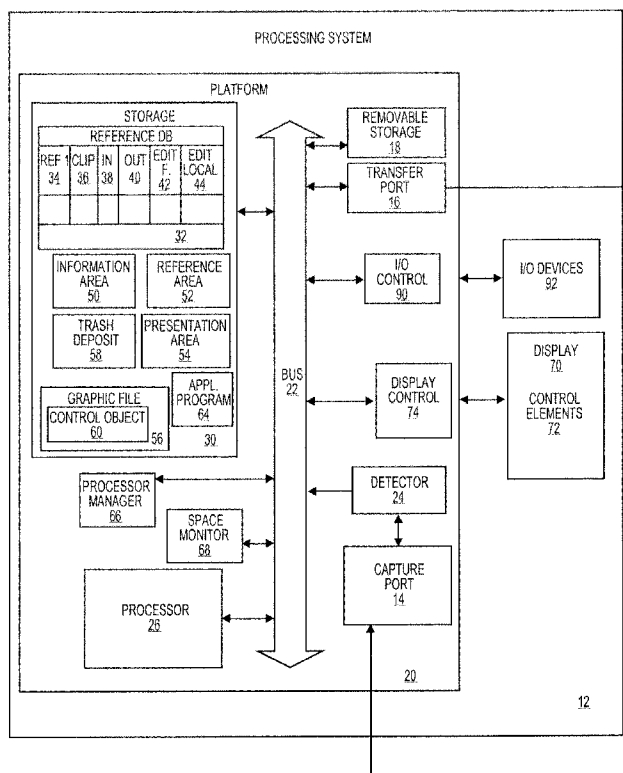 PROCESSING SYSTEM
PLATFORM
STORAGE
REFERENCE DB
REF 1 CLIP IN OUT EDIT F. EDIT LOCAL
34 36 38 40 42 44
32
INFORMATION AREA
50
REFERENCE AREA
52
TRASH DEPOSIT
58
PRESENTATION AREA
54
GRAPHIC FILE
CONTROL OBJECT
60
56
APPL. PROGRAM
64
30
PROCESSOR MANAGER
66
SPACE MONITOR
68
PROCESSOR
26
BUS
22
REMOVABLE STORAGE
18
TRANSFER PORT
16
I/O CONTROL
90
I/O DEVICES
92
DISPLAY CONTROL
74
DISPLAY
70
CONTROL ELEMENTS
72
DETECTOR
24
CAPTURE PORT
14
20
12